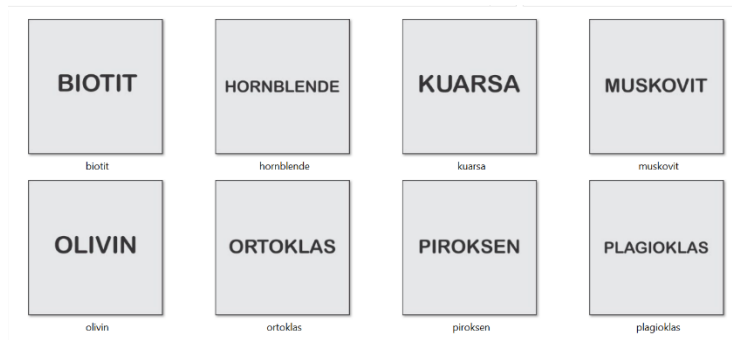 BIOTIT
HORNBLENDE
KUARSA
MUSKOVIT
biotit
hornblende
kuarsa
muskovit
OLIVIN
ORTOKLAS
PIROKSEN
PLAGIOKLAS
olivin
ortoklas
piroksen
plagioklas